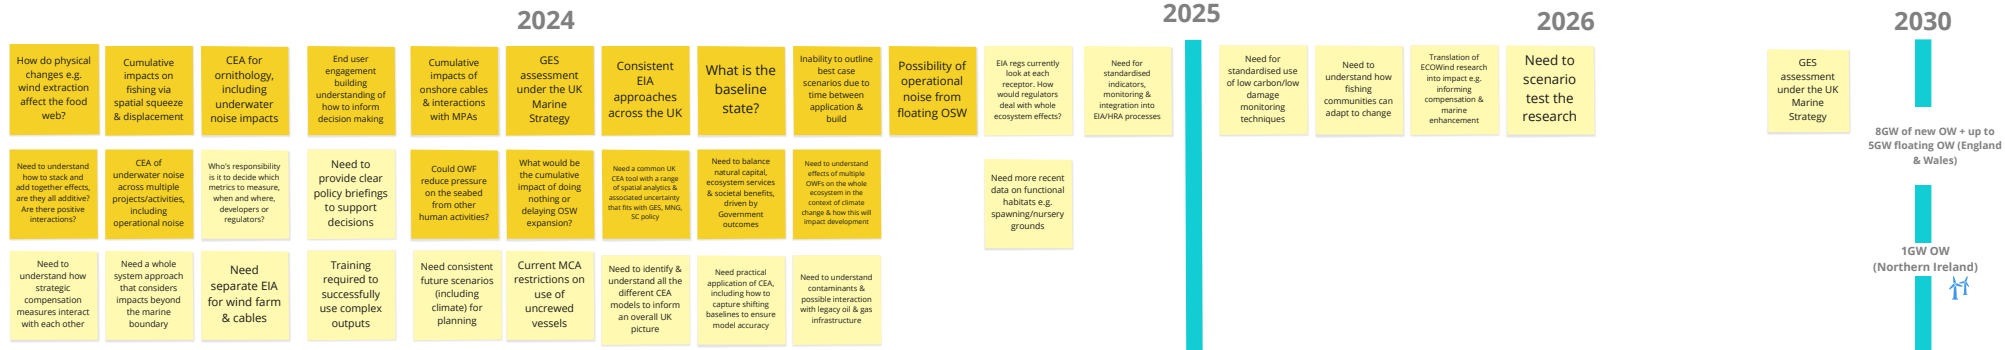 2024
2025
2026
2030
How do physical
changes e.g.
wind extraction
affect the food
web?
Cumulative
impacts on
fishing via
spatial squeeze
& displacement
CEA for
ornithology,
including
underwater
noise impacts
End user
engagement
building
understanding of
how to inform
decision making
Cumulative
impacts of
onshore cables
& interactions
with MPAs
GES
assessment
under the UK
Marine
Strategy
Consistent
EIA
approaches
across the UK
What is the
baseline
state?
Inability to outline
best case
scenarios due to
time between
application &
build
Possibility of
operational
noise from
floating OSW
EIA regs currently
look at each
receptor. How
would regulators
deal with whole
ecosystem effects?
Need for
standardised
indicators,
monitoring &
integration into
EIA/HRA processes
Need for
standardised use
of low carbon/low
damage
monitoring
techniques
Need to
understand how
fishing
communities can
adapt to change
Translation of
ECOWind research
into impact e.g.
informing
compensation &
marine
enhancement
Need to
scenario
test the
research
GES
assessment
under the UK
Marine
Strategy
8GW of new OW + up to
5GW floating OW (England
& Wales)
Need to understand
how to stack and
add together effects,
are they all additive?
Are there positive
interactions?
CEA of
underwater noise
across multiple
projects/activities,
including
operational noise
Who's responsibility
is it to decide which
metrics to measure,
when and where,
developers or
regulators?
Need to
provide clear
policy briefings
to support
decisions
Could OWF
reduce pressure
on the seabed
from other
human activities?
What would be
the cumulative
impact of doing
nothing or
delaying OSW
expansion?
Need a common UK
CEA tool with a range
of spatial analytics &
associated uncertainty
that fits with GES, MNG,
SC policy
Need to balance
natural capital,
ecosystem services
& societal benefits,
driven by
Government
outcomes
Need to understand
effects of multiple
OWFs on the whole
ecosystem in the
context of climate
change & how this will
impact development
Need more recent
data on functional
habitats e.g.
spawning/nursery
grounds
Need to
understand how
strategic
compensation
measures interact
with each other
Need a whole
system approach
that considers
impacts beyond
the marine
boundary
Need
separate EIA
for wind farm
& cables
Training
required to
successfully
use complex
outputs
Need consistent
future scenarios
(including
climate) for
planning
Current MCA
restrictions on
use of
uncrewed
vessels
Need to identify &
understand all the
different CEA
models to inform
an overall UK
picture
Need practical
application of CEA,
including how to
capture shifting
baselines to ensure
model accuracy
Need to understand
contaminants &
possible interaction
with legacy oil & gas
infrastructure
1GW OW
(Northern Ireland)